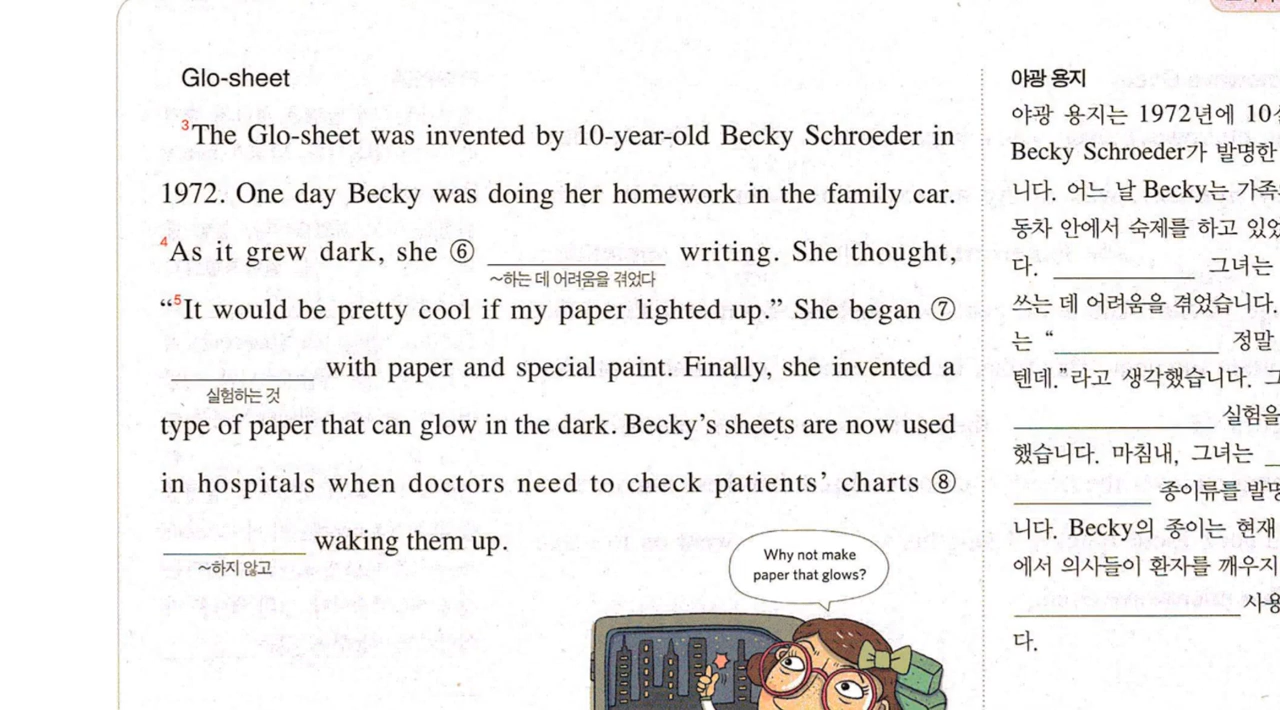 Glo-sheet
³The Glo-sheet was invented by 10-year-old Becky Schroeder in
1972. One day Becky was doing her homework in the family car.
⁴As it grew dark, she ⑥ ____________ writing. She thought,
~하는 데 어려움을 겪었다
“⁵It would be pretty cool if my paper lighted up.” She began ⑦
____________ with paper and special paint. Finally, she invented a
실험하는 것
type of paper that can glow in the dark. Becky’s sheets are now used
in hospitals when doctors need to check patients’ charts ⑧
____________ waking them up.
~하지 않고
Why not make
paper that glows?
야광 용지
야광 용지는 1972년에 10
Becky Schroeder가 발명한
니다. 어느 날 Becky는 가족
동차 안에서 숙제를 하고 있었
다. ____________ 그녀는
쓰는 데 어려움을 겪었습니다.
는 “____________ 정말
텐데.”라고 생각했습니다. 그
____________ 실험을
했습니다. 마침내, 그녀는
____________ 종이류를 발명
니다. Becky의 종이는 현재
에서 의사들이 환자를 깨우지
____________ 사용
다.